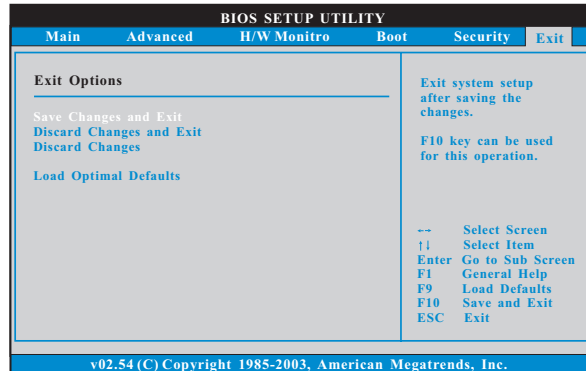 BIOS SETUP UTILITY
Main Advanced H/W Monitro Boot Security Exit
Exit Options
Save Changes and Exit
Discard Changes and Exit
Discard Changes
Load Optimal Defaults
Exit system setup
after saving the
changes.
F10 key can be used
for this operation.
←→ Select Screen
↑↓ Select Item
Enter Go to Sub Screen
F1 General Help
F9 Load Defaults
F10 Save and Exit
ESC Exit
v02.54 (C) Copyright 1985-2003, American Megatrends, Inc.